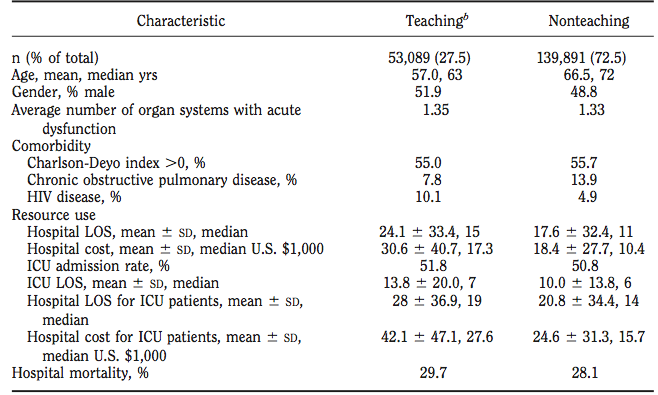 Characteristic Teachingᵇ Nonteaching
n (% of total) 53,089 (27.5) 139,891 (72.5)
Age, mean, median yrs 57.0, 63 66.5, 72
Gender, % male 51.9 48.8
Average number of organ systems with acute 1.35 1.33
dysfunction
Comorbidity
Charlson-Deyo index >0, % 55.0 55.7
Chronic obstructive pulmonary disease, % 7.8 13.9
HIV disease, % 10.1 4.9
Resource use
Hospital LOS, mean ± SD, median 24.1 ± 33.4, 15 17.6 ± 32.4, 11
Hospital cost, mean ± SD, median U.S. $1,000 30.6 ± 40.7, 17.3 18.4 ± 27.7, 10.4
ICU admission rate, % 51.8 50.8
ICU LOS, mean ± SD, median 13.8 ± 20.0, 7 10.0 ± 13.8, 6
Hospital LOS for ICU patients, mean ± SD, 28 ± 36.9, 19 20.8 ± 34.4, 14
median
Hospital cost for ICU patients, mean ± SD, 42.1 ± 47.1, 27.6 24.6 ± 31.3, 15.7
median U.S. $1,000
Hospital mortality, % 29.7 28.1